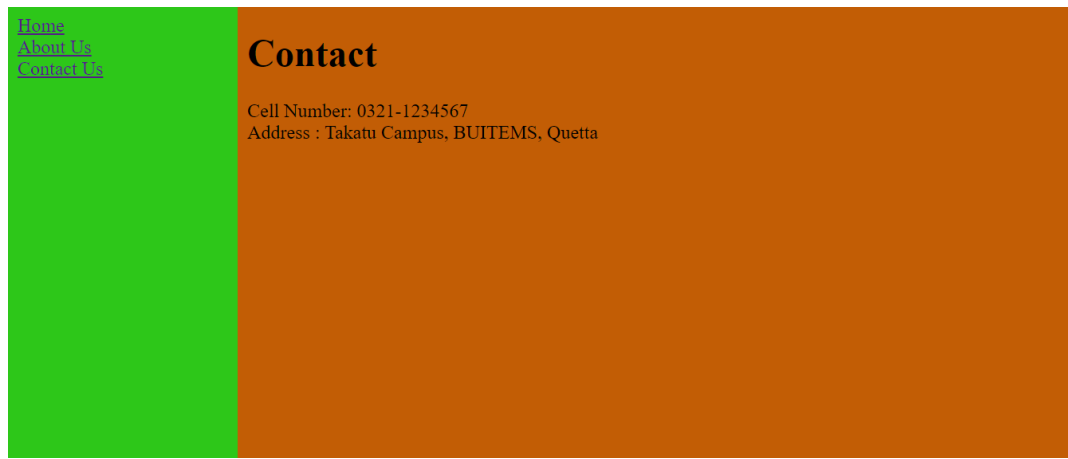 Home
About Us
Contact Us
Contact
Cell Number: 0321-1234567
Address : Takatu Campus, BUITEMS, Quetta